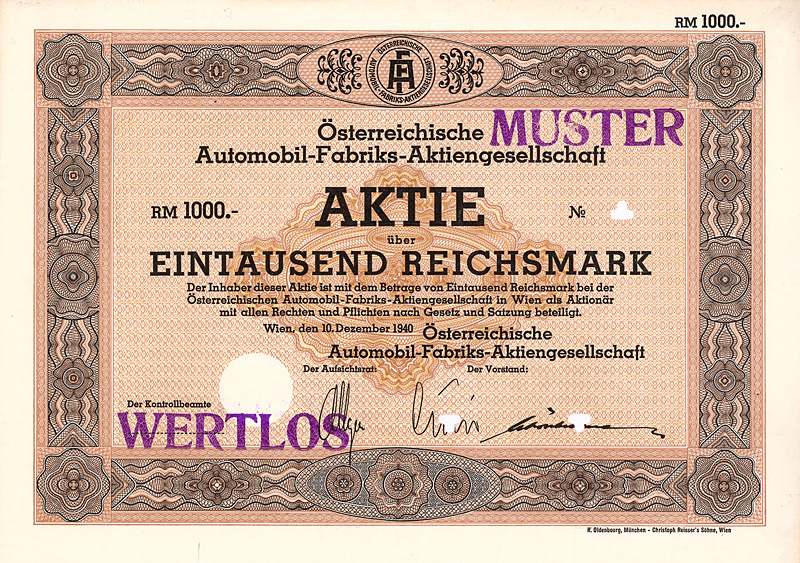 RM 1000.-
ÖSTERREICHISCHE
AUTOMOBIL-FABRIKS-AKTIENGESELLSCHAFT
MUSTER
Österreichische
Automobil-Fabriks-Aktiengesellschaft
RM 1000.- AKTIE №
über
EINTAUSEND REICHSMARK
Der Inhaber dieser Aktie ist mit dem Betrage von Eintausend Reichsmark bei der
Österreichischen Automobil-Fabriks-Aktiengesellschaft in Wien als Aktionär
mit allen Rechten und Pflichten nach Gesetz und Satzung beteiligt.
Wien, den 10. Dezember 1940
Österreichische
Automobil-Fabriks-Aktiengesellschaft
Der Aufsichtsrat: Der Vorstand:
Der Kontrollbeamte
WERTLOS
R. Oldenbourg, München - Christoph Reisser's Söhne, Wien